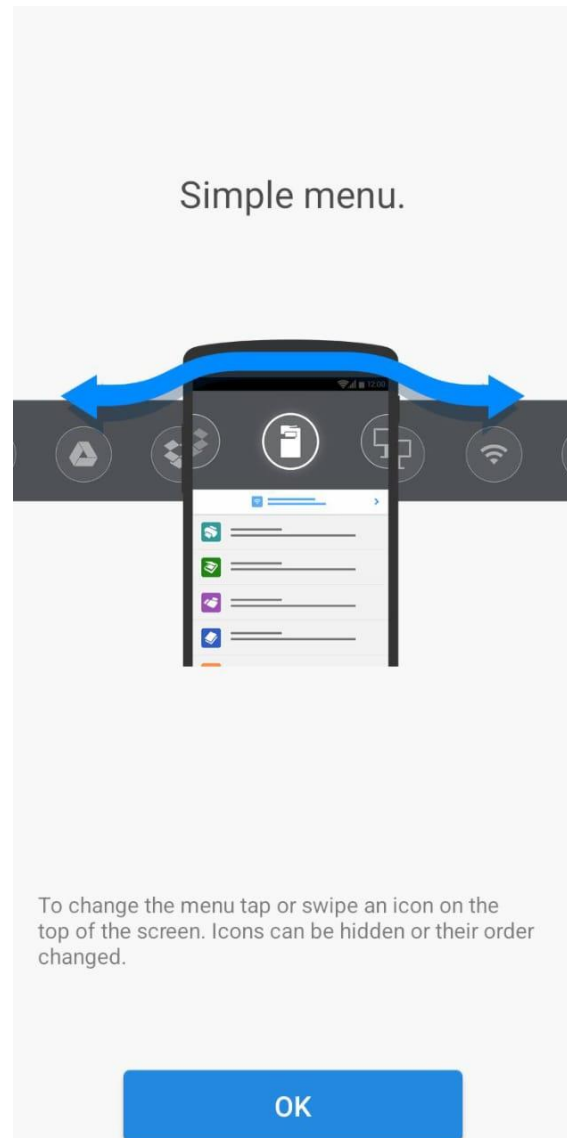 Simple menu.
12:00
To change the menu tap or swipe an icon on the
top of the screen. Icons can be hidden or their order
changed.
OK